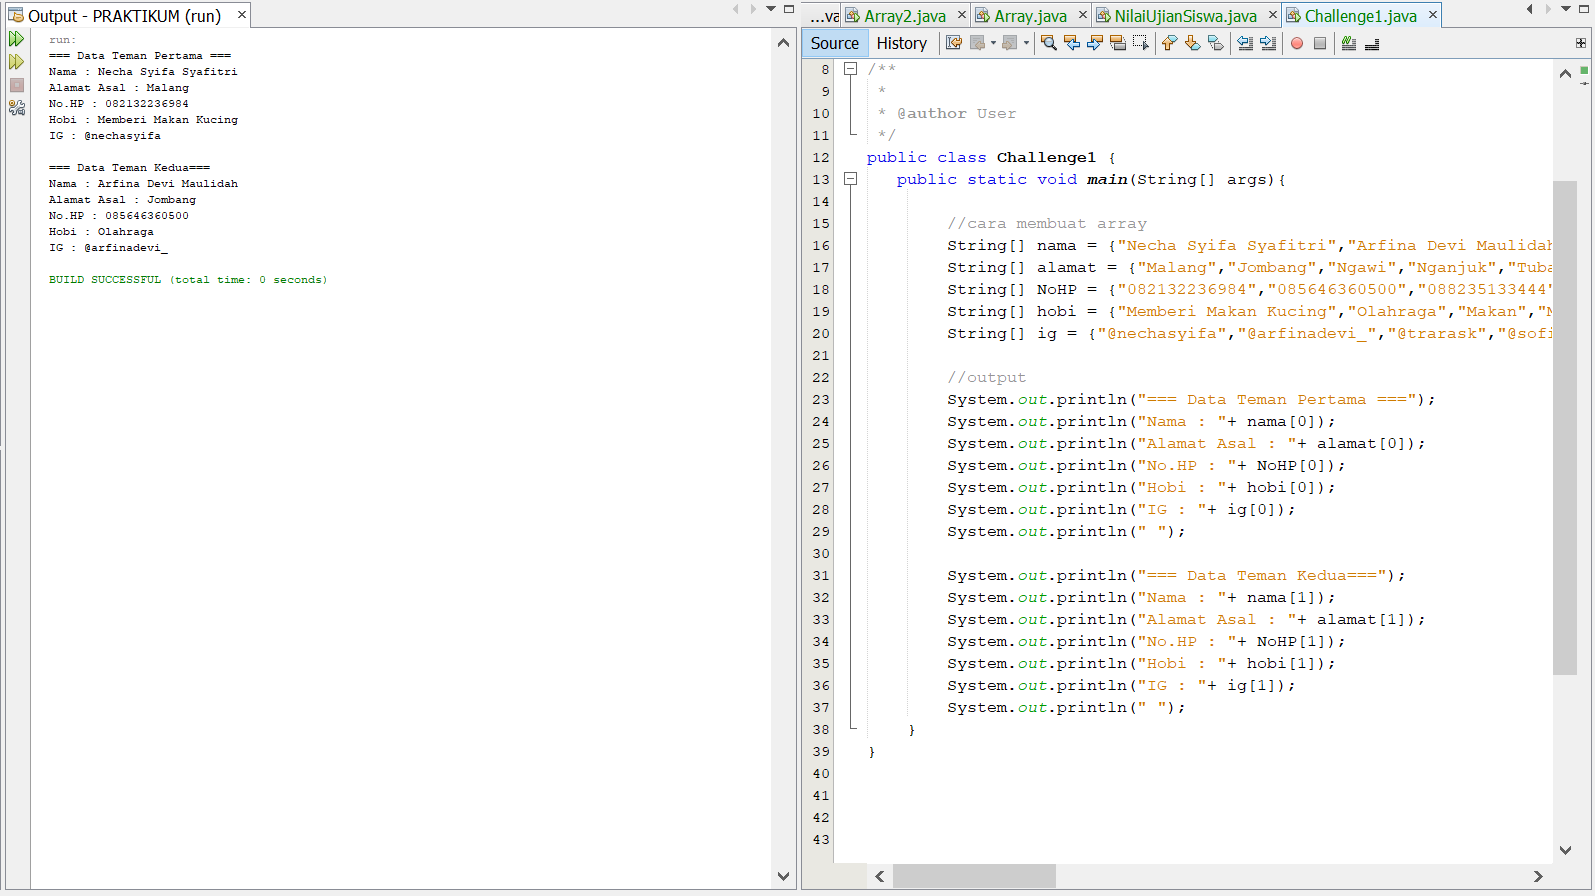 Output - PRAKTIKUM (run) ×
run:
=== Data Teman Pertama ===
Nama : Necha Syifa Syafitri
Alamat Asal : Malang
No.HP : 082132236984
Hobi : Memberi Makan Kucing
IG : @nechasyifa
=== Data Teman Kedua===
Nama : Arfina Devi Maulidah
Alamat Asal : Jombang
No.HP : 085646360500
Hobi : Olahraga
IG : @arfinadevi_
BUILD SUCCESSFUL (total time: 0 seconds)
...va Array2.java × Array.java × NilaiUjianSiswa.java × Challenge1.java ×
Source History
8 /**
9 *
10 * @author User
11 */
12 public class Challenge1 {
13 public static void main(String[] args){
14
15 //cara membuat array
16 String[] nama = {"Necha Syifa Syafitri","Arfina Devi Maulidah
17 String[] alamat = {"Malang","Jombang","Ngawi","Nganjuk","Tuba
18 String[] NoHP = {"082132236984","085646360500","088235133444"
19 String[] hobi = {"Memberi Makan Kucing","Olahraga","Makan","
20 String[] ig = {"@nechasyifa","@arfinadevi_","@trarask","@sofi
21
22 //output
23 System.out.println("=== Data Teman Pertama ===");
24 System.out.println("Nama : "+ nama[0]);
25 System.out.println("Alamat Asal : "+ alamat[0]);
26 System.out.println("No.HP : "+ NoHP[0]);
27 System.out.println("Hobi : "+ hobi[0]);
28 System.out.println("IG : "+ ig[0]);
29 System.out.println(" ");
30
31 System.out.println("=== Data Teman Kedua===");
32 System.out.println("Nama : "+ nama[1]);
33 System.out.println("Alamat Asal : "+ alamat[1]);
34 System.out.println("No.HP : "+ NoHP[1]);
35 System.out.println("Hobi : "+ hobi[1]);
36 System.out.println("IG : "+ ig[1]);
37 System.out.println(" ");
38 }
39 }
40
41
42
43